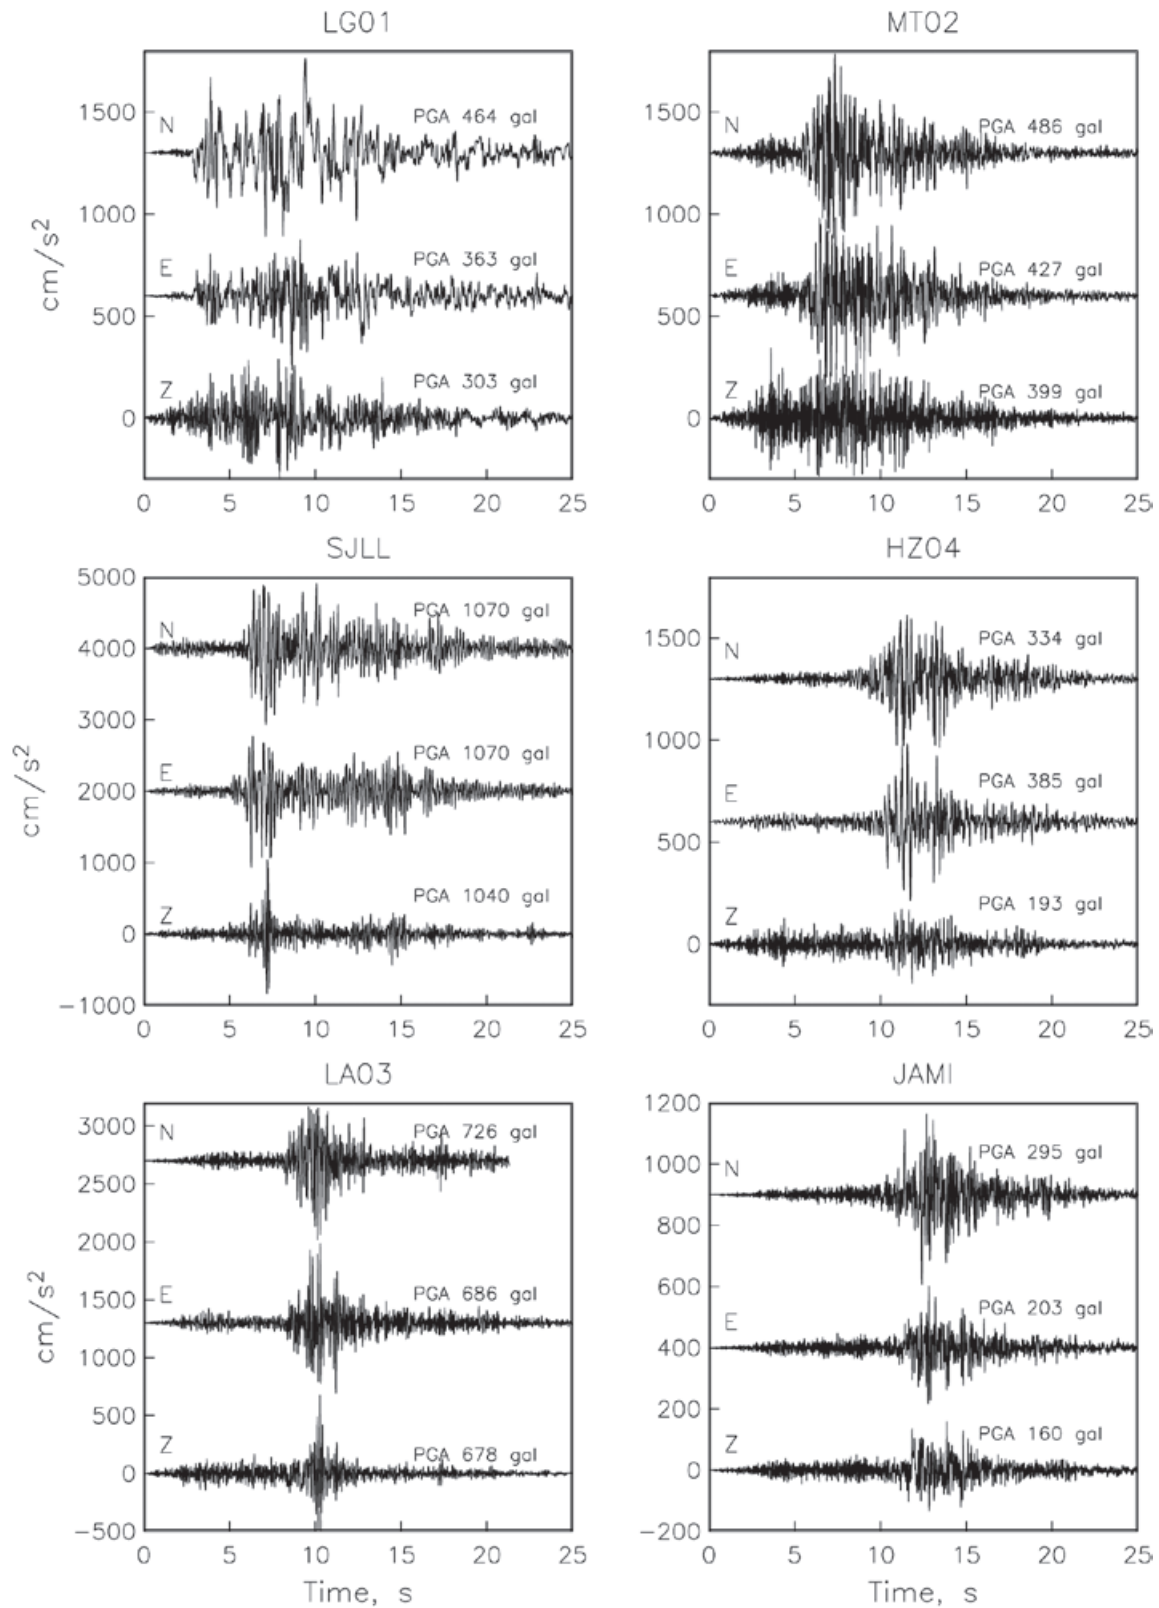 LG01
1500
1000
500
0
cm/s2
N
PGA 464 gal
E
PGA 363 gal
Z
PGA 303 gal
0 5 10 15 20 25
MT02
1500
1000
500
0
N
PGA 486 gal
E
PGA 427 gal
Z
PGA 399 gal
0 5 10 15 20 25
SJLL
5000
4000
3000
2000
1000
0
−1000
cm/s2
N
PGA 1070 gal
E
PGA 1070 gal
Z
PGA 1040 gal
0 5 10 15 20 25
HZ04
1500
1000
500
0
N
PGA 334 gal
E
PGA 385 gal
Z
PGA 193 gal
0 5 10 15 20 25
LA03
3000
2500
2000
1500
1000
500
0
−500
cm/s2
N
PGA 726 gal
E
PGA 686 gal
Z
PGA 678 gal
0 5 10 15 20 25
Time, s
JAMI
1200
1000
800
600
400
200
0
−200
N
PGA 295 gal
E
PGA 203 gal
Z
PGA 160 gal
0 5 10 15 20 25
Time, s